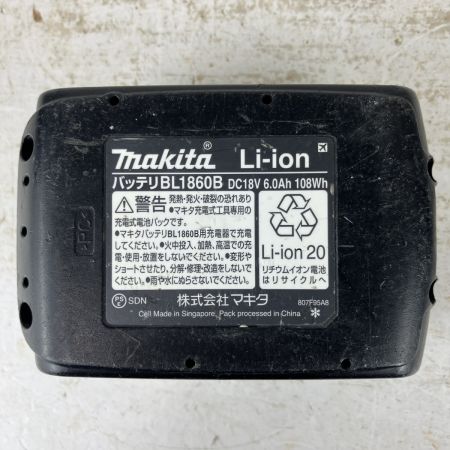 makita® Li-ion
バッテリBL1860B DC18V 6.0Ah 108Wh
警告 発熱・発火・破裂の恐れあり
●マキタ充電式工具専用の
充電式電池パックです。
●マキタバッテリBL1860B用充電器で充電
してください。●火中投入、加熱、高温での充
電・使用・放置をしないでください。●変形や
ショートさせたり、分解・修理・改造をしないで
ください。●雨や水にぬらさないでください。
Li-ion 20
リチウムイオン電池
はリサイクルへ
PS E SDN 株式会社マキタ 807F95A8
Cell Made in Singapore, Pack processed in China
>PC<